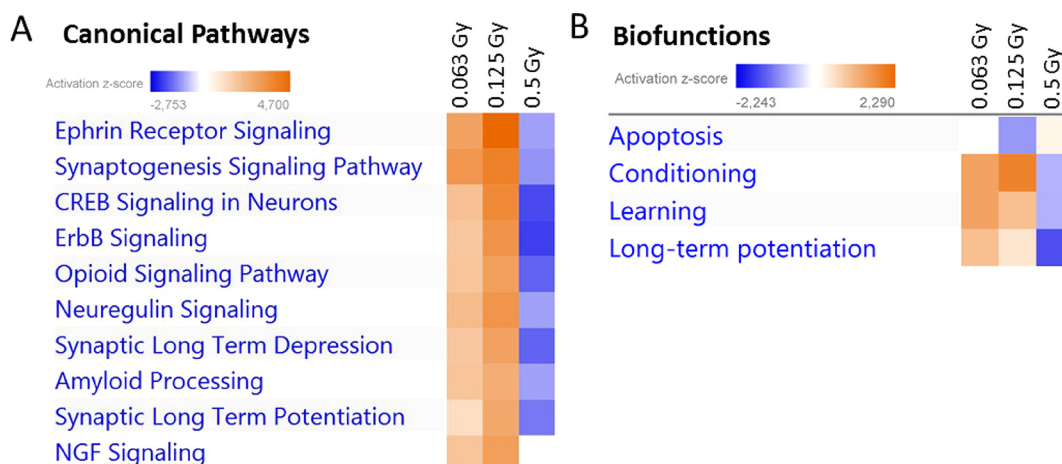 A
Canonical Pathways
Activation z-score
-2,753
4,700
0.063 Gy
0.125 Gy
0.5 Gy
Ephrin Receptor Signaling
Synaptogenesis Signaling Pathway
CREB Signaling in Neurons
ErbB Signaling
Opioid Signaling Pathway
Neuregulin Signaling
Synaptic Long Term Depression
Amyloid Processing
Synaptic Long Term Potentiation
NGF Signaling
B
Biofunctions
Activation z-score
-2,243
2,290
0.063 Gy
0.125 Gy
0.5 Gy
Apoptosis
Conditioning
Learning
Long-term potentiation